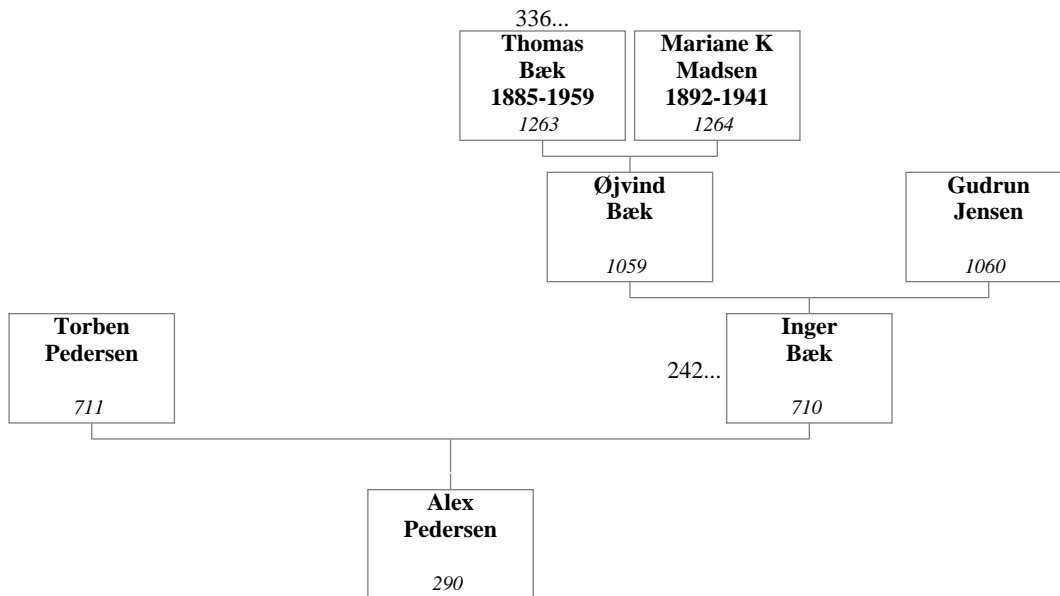 336...
Thomas
Bæk
1885-1959
1263
Mariane K
Madsen
1892-1941
1264
Øjvind
Bæk
1059
Gudrun
Jensen
1060
Torben
Pedersen
711
242...
Inger
Bæk
710
Alex
Pedersen
290